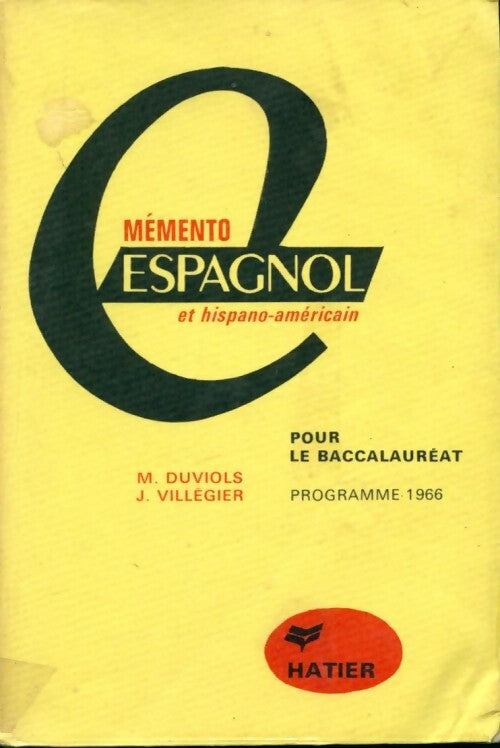 MÉMENTO
ESPAGNOL
et hispano-américain
POUR
LE BACCALAURÉAT
M. DUVIOLS
J. VILLÉGIER
PROGRAMME 1966
HATIER